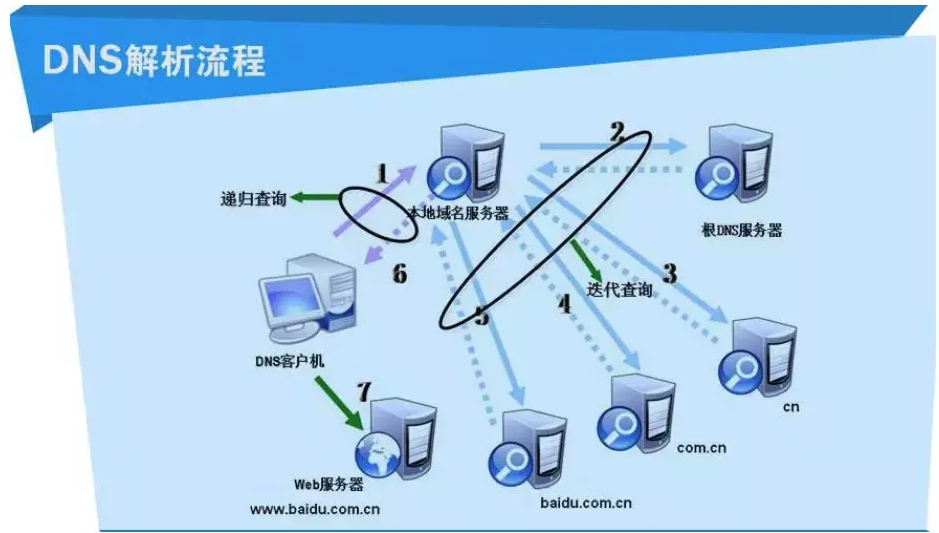 DNS解析流程
1
2
递归查询
本地域名服务器
根DNS服务器
6
3
迭代查询
4
5
DNS客户机
7
cn
com.cn
Web服务器
baidu.com.cn
www.baidu.com.cn